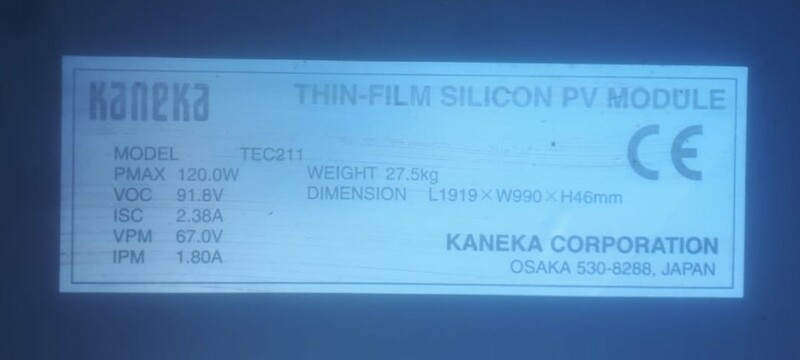 Kaneka
THIN-FILM SILICON PV MODULE
CE
MODEL TEC211
PMAX 120.0W WEIGHT 27.5kg
VOC 91.8V DIMENSION L1919×W990×H46mm
ISC 2.38A
VPM 67.0V
IPM 1.80A
KANEKA CORPORATION
OSAKA 530-8288, JAPAN